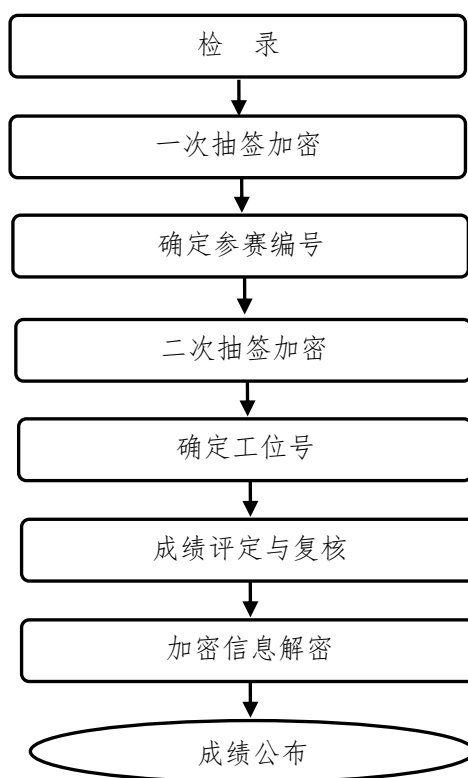 检 录
一次抽签加密
确定参赛编号
二次抽签加密
确定工位号
成绩评定与复核
加密信息解密
成绩公布